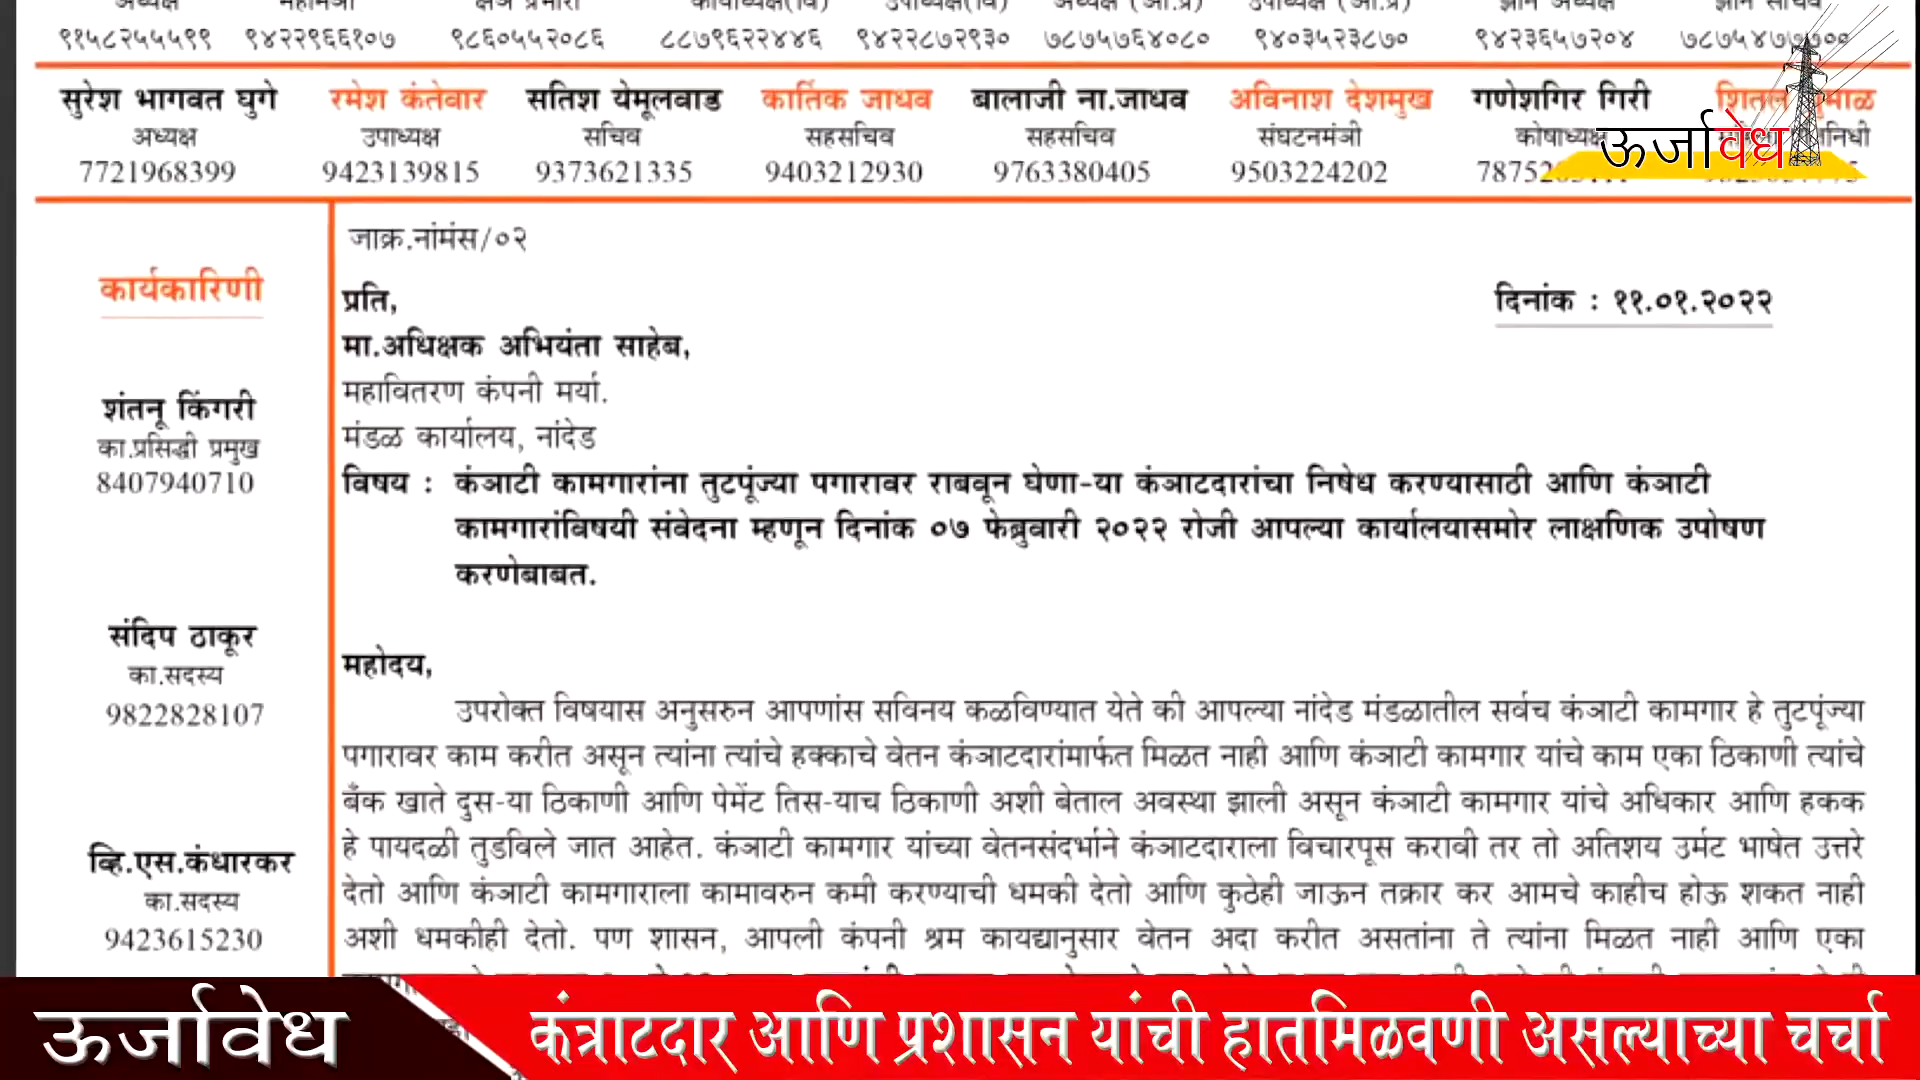 अध्यक्ष महामंत्री
९१५८२५५५९९ ९४२२९६६१०७ ९८६०५५२०८६ ८८७९६२२४४६ ९४२२८७२९३० ७८७५७६४०८० ९४०३५२३८७० ९४२३६५७२०४ ७८७५४७७७००
सुरेश भागवत घुगे रमेश कंतेवार सतिश येमूलवाड कार्तिक जाधव बालाजी ना.जाधव अविनाश देशमुख गणेशगिर गिरी शितल
अध्यक्ष उपाध्यक्ष सचिव सहसचिव सहसचिव संघटनमंत्री कोषाध्यक्ष
7721968399 9423139815 9373621335 9403212930 9763380405 9503224202
ऊर्जावेध
जाक्र.नांमंस/०२
कार्यकारिणी
प्रति,
दिनांक : ११.०१.२०२२
मा.अधिक्षक अभियंता साहेब,
महावितरण कंपनी मर्या.
मंडळ कार्यालय, नांदेड
शंतनू किंगरी
का.प्रसिद्धी प्रमुख
8407940710
विषय : कंञाटी कामगारांना तुटपूंज्या पगारावर राबवून घेणा-या कंञाटदारांचा निषेध करण्यासाठी आणि कंञाटी
कामगारांविषयी संवेदना म्हणून दिनांक ०७ फेब्रुवारी २०२२ रोजी आपल्या कार्यालयासमोर लाक्षणिक उपोषण
करणेबाबत.
संदिप ठाकूर
का.सदस्य
9822828107
महोदय,
उपरोक्त विषयास अनुसरुन आपणांस सविनय कळविण्यात येते की आपल्या नांदेड मंडळातील सर्वच कंञाटी कामगार हे तुटपूंज्या
पगारावर काम करीत असून त्यांना त्यांचे हक्काचे वेतन कंञाटदारांमार्फत मिळत नाही आणि कंञाटी कामगार यांचे काम एका ठिकाणी त्यांचे
बँक खाते दुस-या ठिकाणी आणि पेमेंट तिस-याच ठिकाणी अशी बेताल अवस्था झाली असून कंञाटी कामगार यांचे अधिकार आणि हकक
हे पायदळी तुडविले जात आहेत. कंञाटी कामगार यांच्या वेतनसंदर्भाने कंञाटदाराला विचारपूस करावी तर तो अतिशय उर्मट भाषेत उत्तरे
देतो आणि कंञाटी कामगाराला कामावरुन कमी करण्याची धमकी देतो आणि कुठेही जाऊन तक्रार कर आमचे काहीच होऊ शकत नाही
अशी धमकीही देतो. पण शासन, आपली कंपनी श्रम कायद्यानुसार वेतन अदा करीत असतांना ते त्यांना मिळत नाही आणि एका
व्हि.एस.कंधारकर
का.सदस्य
9423615230
ऊर्जावेध
कंत्राटदार आणि प्रशासन यांची हातमिळवणी असल्याच्या चर्चा